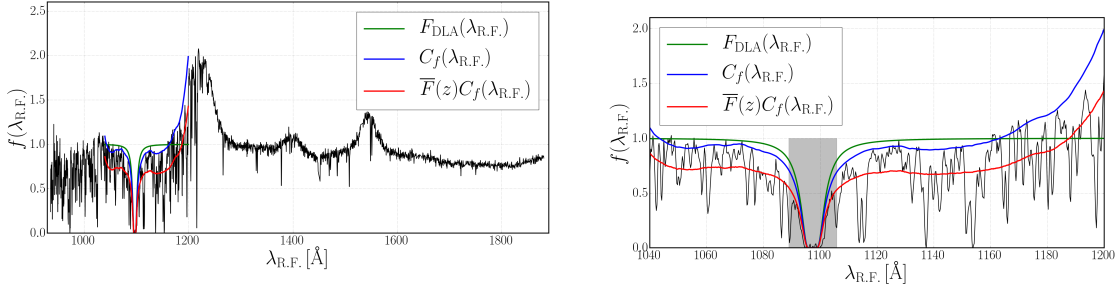 2.5
2.0
1.5
1.0
0.5
0.0
f(λ_R.F.)
F_DLA(λ_R.F.)
C_f(λ_R.F.)
F̅(z)C_f(λ_R.F.)
1000 1200 1400 1600 1800
λ_R.F. [Å]
2.0
1.5
1.0
0.5
0.0
f(λ_R.F.)
F_DLA(λ_R.F.)
C_f(λ_R.F.)
F̅(z)C_f(λ_R.F.)
1040 1060 1080 1100 1120 1140 1160 1180 1200
λ_R.F. [Å]